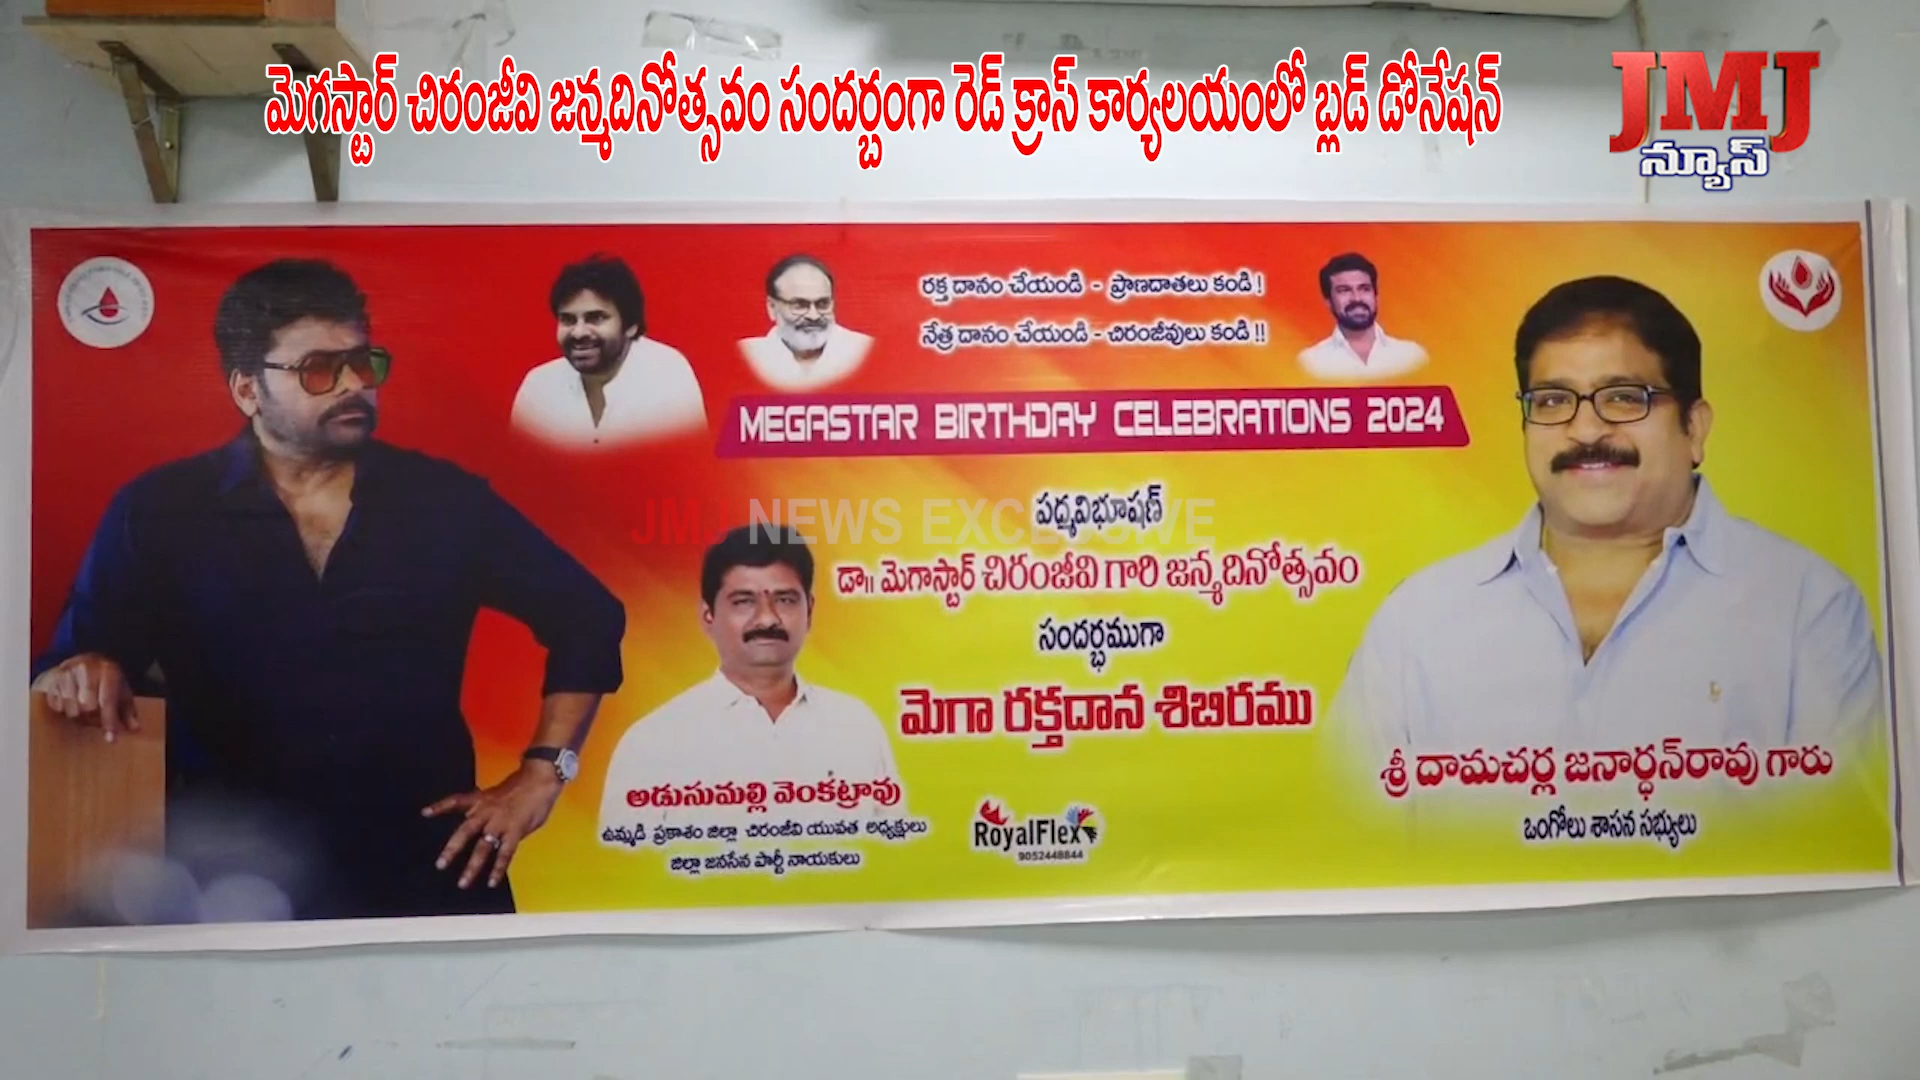 మెగస్టార్ చిరంజీవి జన్మదినోత్సవం సందర్బంగా రెడ్ క్రాస్ కార్యలయంలో బ్లడ్ డోనేషన్
JMJ
న్యూస్
రక్త దానం చేయండి - ప్రాణదాతలు కండి !
నేత్ర దానం చేయండి - చిరంజీవులు కండి !!
MEGASTAR BIRTHDAY CELEBRATIONS 2024
JMJ NEWS EXCLUSIVE
పద్మవిభూషణ్
డా|| మెగాస్టార్ చిరంజీవి గారి జన్మదినోత్సవం
సందర్భముగా
మెగా రక్తదాన శిబిరము
అడుసుమల్లి వెంకట్రావు
ఉమ్మడి ప్రకాశం జిల్లా చిరంజీవి యువత అధ్యక్షులు
జిల్లా జనసేన పార్టీ నాయకులు
RoyalFlex
9052448844
శ్రీ దామచర్ల జనార్ధన్‌రావు గారు
ఒంగోలు శాసన సభ్యులు